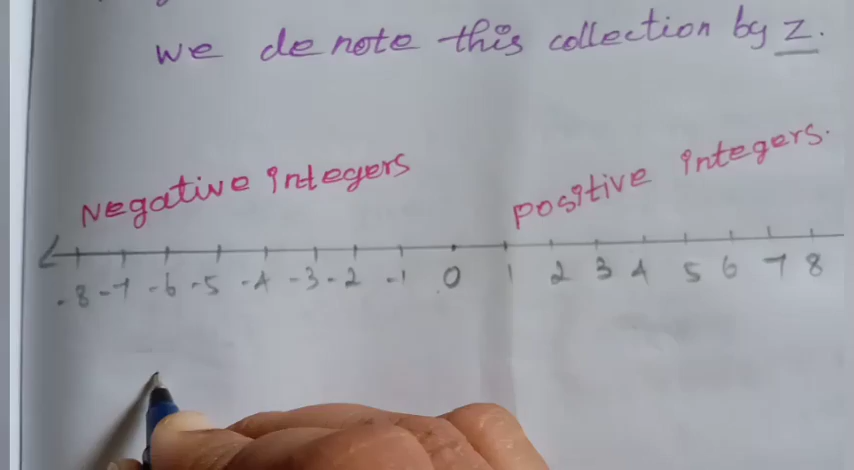 We denote this collection by Z.
Negative integers
positive integers.
-8 -7 -6 -5 -4 -3 -2 -1 0 1 2 3 4 5 6 7 8